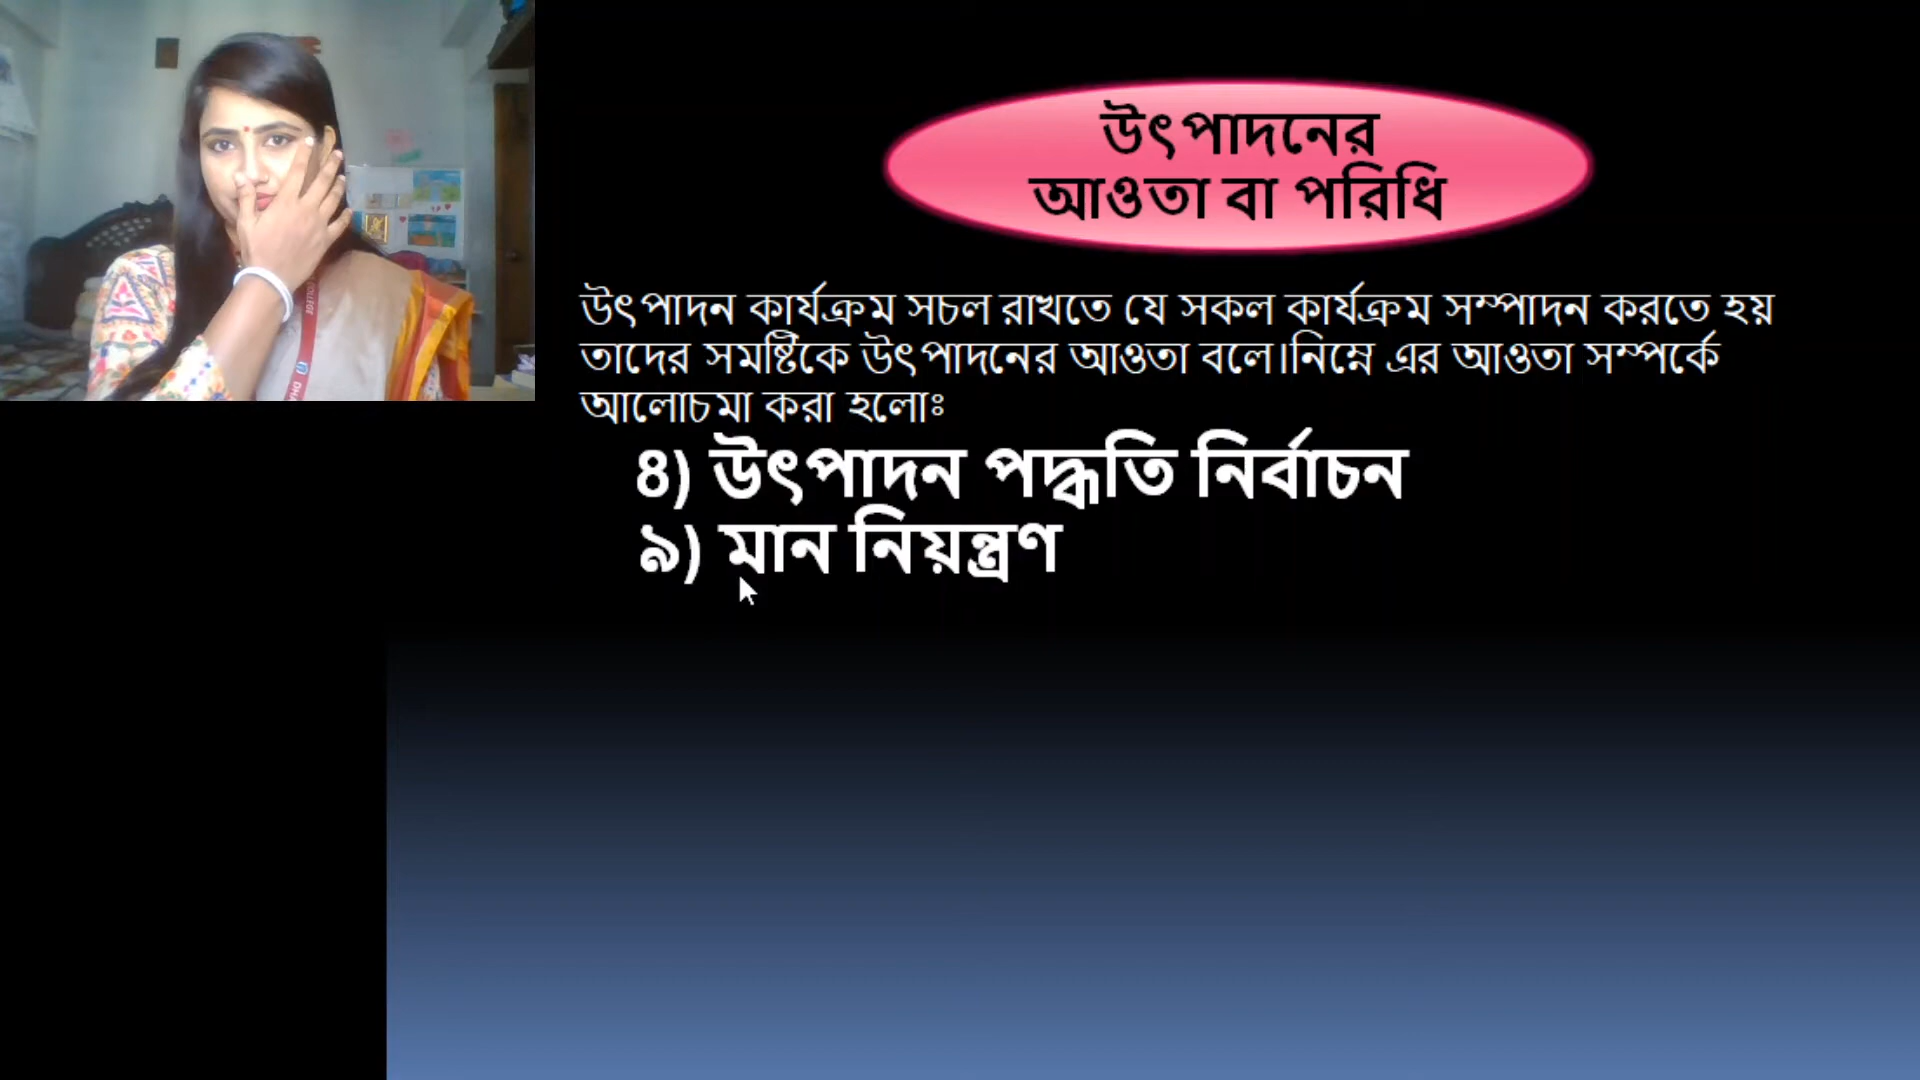 উৎপাদনের
আওতা বা পরিধি
উৎপাদন কার্যক্রম সচল রাখতে যে সকল কার্যক্রম সম্পাদন করতে হয়
তাদের সমষ্টিকে উৎপাদনের আওতা বলে।নিম্নে এর আওতা সম্পর্কে
আলোচমা করা হলোঃ
৪) উৎপাদন পদ্ধতি নির্বাচন
৯) মান নিয়ন্ত্রণ
COLLEGE